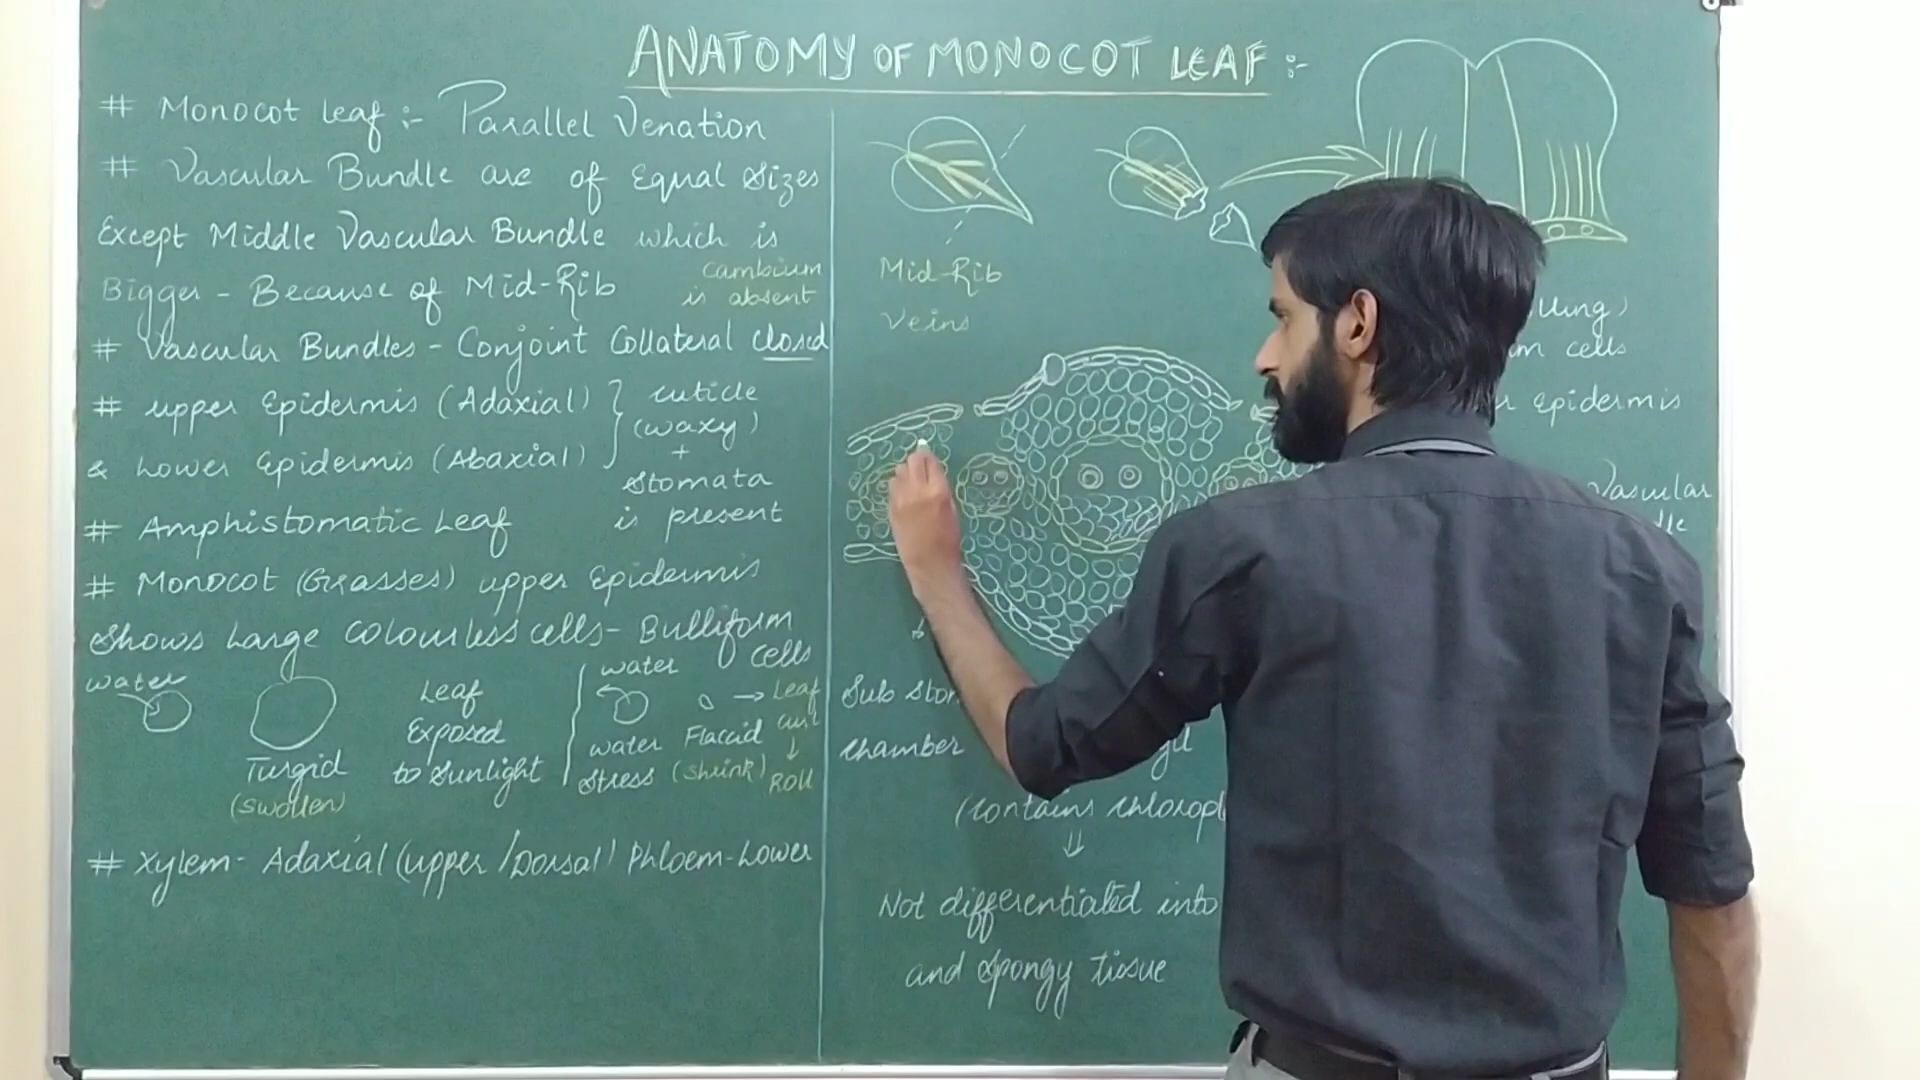 ANATOMY OF MONOCOT LEAF :-
# Monocot leaf :- Parallel Venation
# Vascular Bundle are of Equal Sizes
Except Middle Vascular Bundle which is
Bigger - Because of Mid-Rib
cambium
is absent
# Vascular Bundles - Conjoint Collateral closed
# upper Epidermis (Adaxial)
& Lower Epidermis (Abaxial)
cuticle
(waxy)
+
Stomata
is present
# Amphistomatic Leaf
# Monocot (Grasses) upper Epidermis
Shows Large colourless cells - Bulliform
cells
water
Turgid
(swollen)
Leaf
Exposed
to Sunlight
water
water
Stress
Flaccid
(shrink)
→ Leaf
curl
↓
Roll
# Xylem - Adaxial (upper/Dorsal) Phloem - Lower
Mid-Rib
Veins
cells
epidermis
Vascular
Sub
chamber
(contains
⇓
Not differentiated into
and spongy tissue